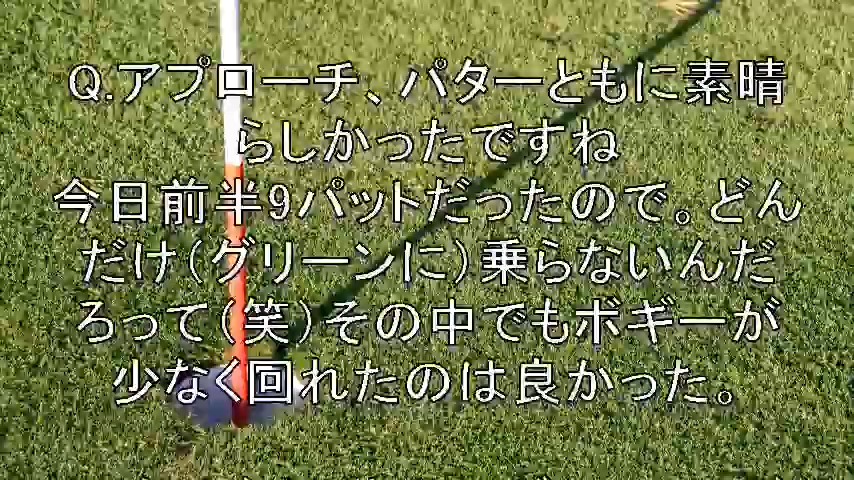 Q.アプローチ、パターともに素晴
らしかったですね
今日前半9パットだったので。どん
だけ(グリーンに)乗らないんだ
ろって(笑)その中でもボギーが
少なく回れたのは良かった。